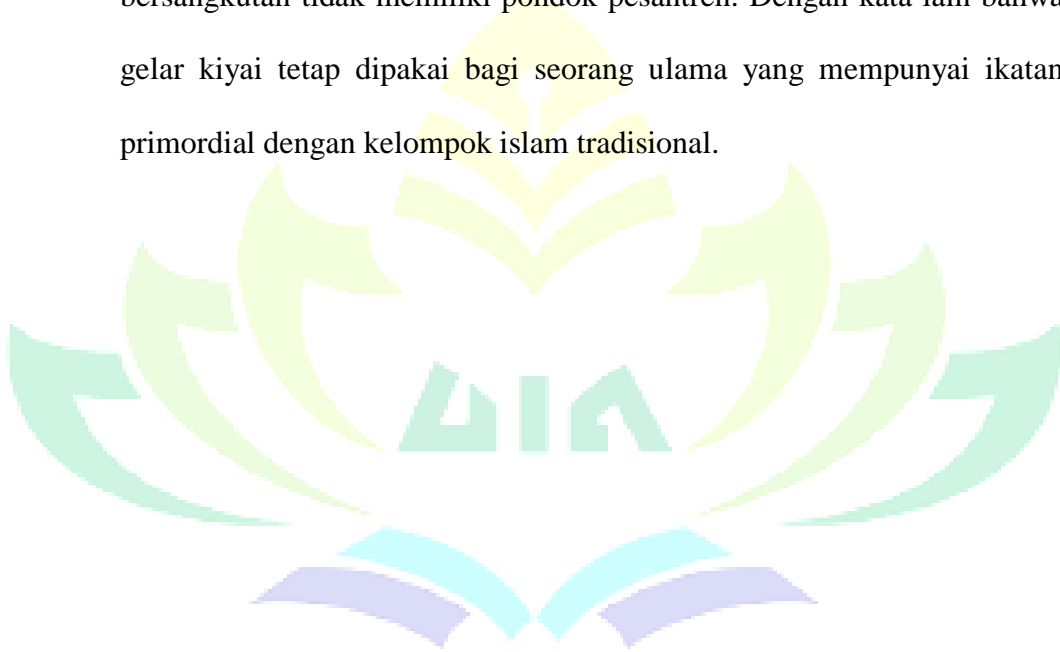 bersangkutan tidak memiliki pondok pesantren. Dengan kata lain bahwa
gelar kiyai tetap dipakai bagi seorang ulama yang mempunyai ikatan
primordial dengan kelompok islam tradisional.